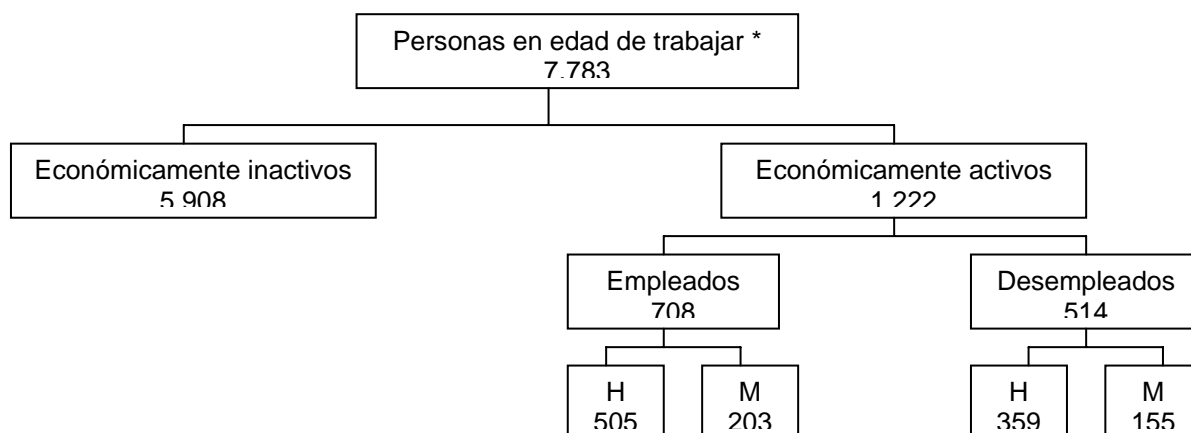 Personas en edad de trabajar *
7.783
Económicamente inactivos
5.908
Económicamente activos
1.222
Empleados
708
Desempleados
514
H
505
M
203
H
359
M
155